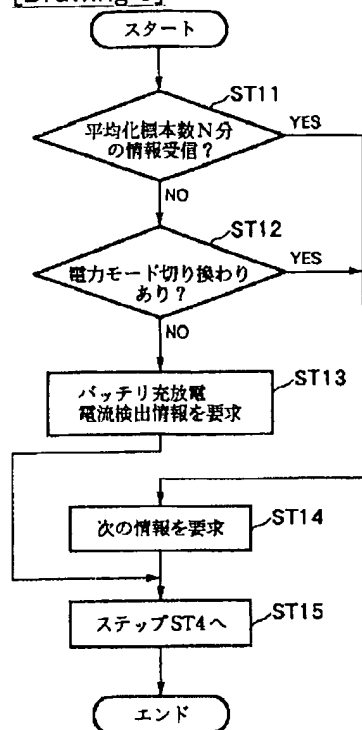 スタート
ST11
平均化標本数N分
の情報受信?
YES
NO
ST12
電力モード切り換わり
あり?
YES
NO
ST13
バッテリ充放電
電流検出情報を要求
次の情報を要求
ST14
ステップST4へ
ST15
エンド